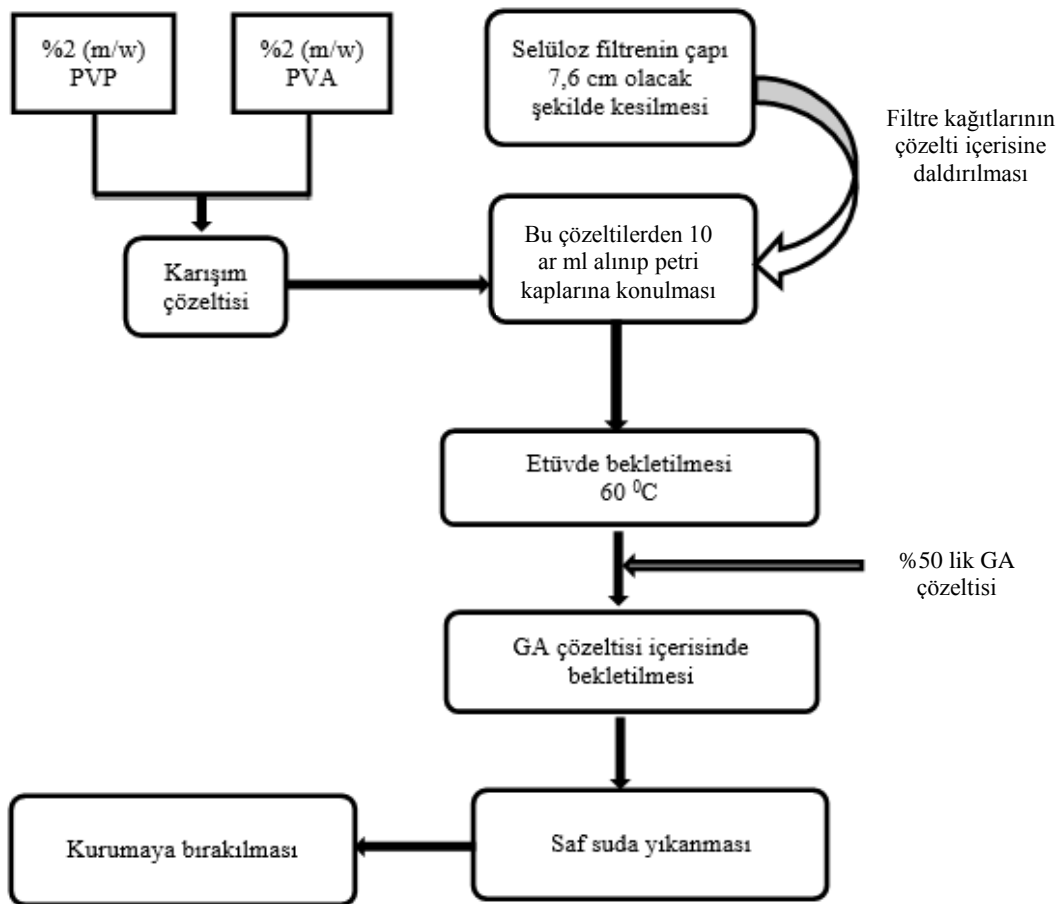 %2 (m/w)
PVP
%2 (m/w)
PVA
Selüloz filtrenin çapı
7,6 cm olacak
şekilde kesilmesi
Filtre kağıtlarının
çözelti içerisine
daldırılması
Karışım
çözeltisi
Bu çözeltilerden 10
ar ml alınıp petri
kaplarına konulması
Etüvde bekletilmesi
60 ⁰C
%50 lik GA
çözeltisi
GA çözeltisi içerisinde
bekletilmesi
Saf suda yıkanması
Kurumaya bırakılması